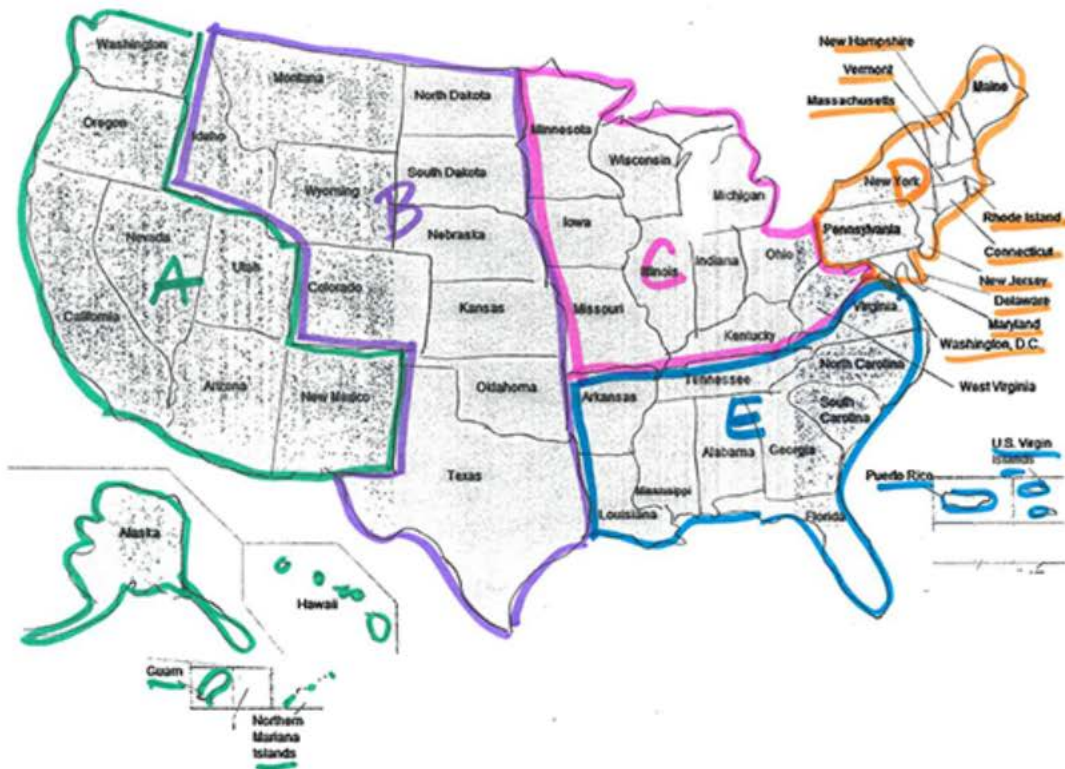 Washington
Montana
North Dakota
Minnesota
New Hampshire
Vermont
Massachusetts
Maine
Oregon
Idaho
Wyoming
South Dakota
Wisconsin
Michigan
New York
D
Rhode Island
Connecticut
New Jersey
Delaware
Maryland
Washington, D.C.
West Virginia
Nevada
Utah
A
B
Nebraska
Iowa
C
Illinois
Indiana
Ohio
Pennsylvania
California
Colorado
Kansas
Missouri
Kentucky
Virginia
Arizona
New Mexico
Oklahoma
Arkansas
Tennessee
North Carolina
South
Carolina
E
Texas
Louisiana
Mississippi
Alabama
Georgia
Florida
U.S. Virgin
Islands
Puerto Rico
Alaska
Hawaii
Guam
Northern
Mariana
Islands